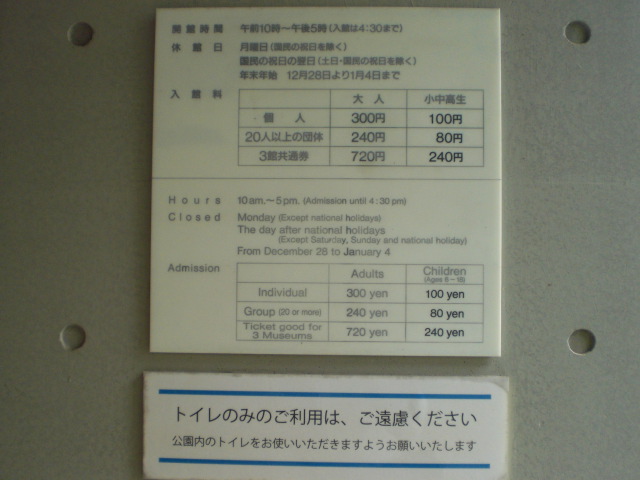 開館時間 午前10時～午後5時(入館は4:30まで)
休館日 月曜日(国民の祝日を除く)
国民の祝日の翌日(土日・国民の祝日を除く)
年末年始 12月28日より1月4日まで
入館料 大人 小中高生
個人 300円 100円
20人以上の団体 240円 80円
3館共通券 720円 240円
Hours 10am.～5pm. (Admission until 4:30 pm)
Closed Monday (Except national holidays)
The day after national holidays
(Except Saturday, Sunday and national holiday)
From December 28 to January 4
Admission Adults Children
(Ages 6～18)
Individual 300 yen 100 yen
Group (20 or more) 240 yen 80 yen
Ticket good for
3 Museums 720 yen 240 yen
トイレのみのご利用は、ご遠慮ください
公園内のトイレをお使いいただきますようお願いいたします